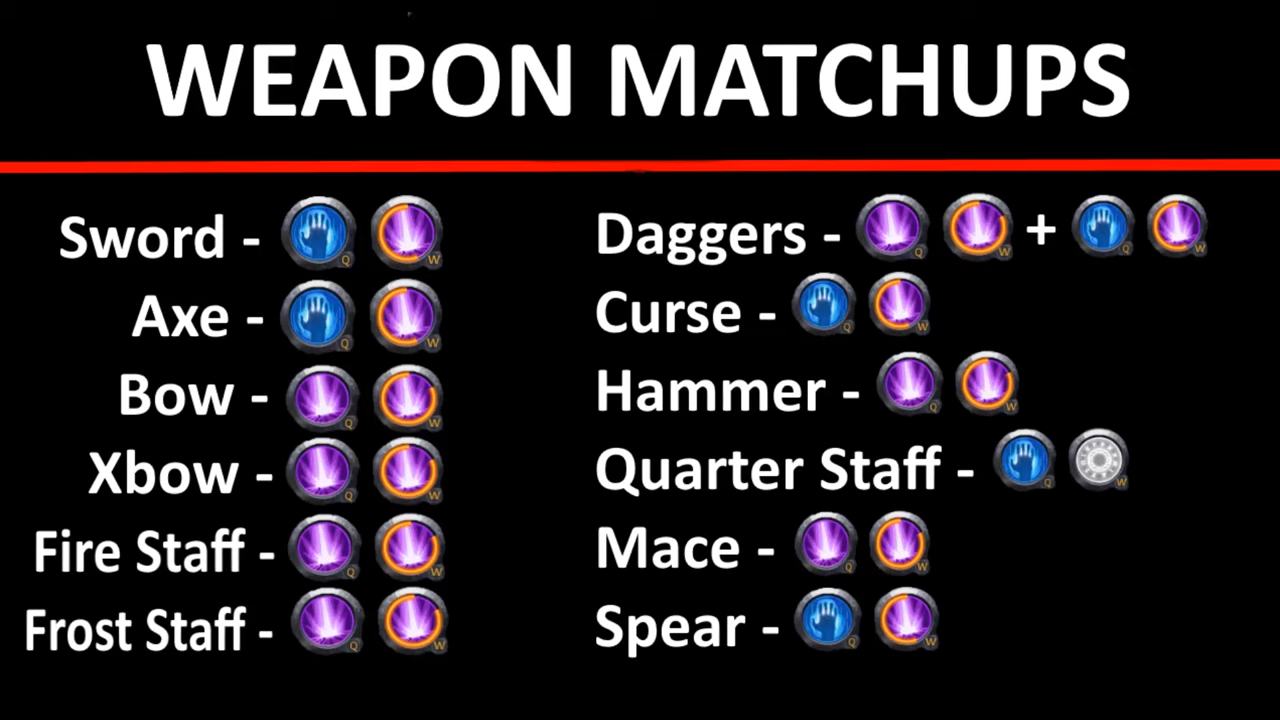 WEAPON MATCHUPS
Sword - Q W
Axe - Q W
Bow - Q W
Xbow - Q W
Fire Staff - Q W
Frost Staff - Q W
Daggers - Q W + Q W
Curse - Q W
Hammer - Q W
Quarter Staff - Q W
Mace - Q W
Spear - Q W